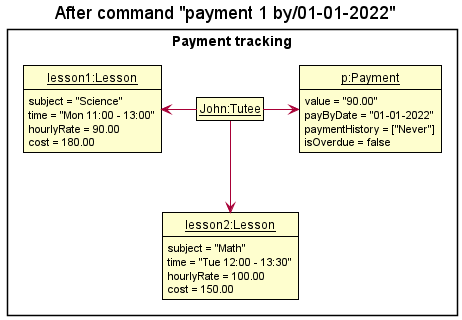 After command "payment 1 by/01-01-2022"
Payment tracking
lesson1:Lesson
subject = "Science"
time = "Mon 11:00 - 13:00"
hourlyRate = 90.00
cost = 180.00
John:Tutee
p:Payment
value = "90.00"
payByDate = "01-01-2022"
paymentHistory = ["Never"]
isOverdue = false
lesson2:Lesson
subject = "Math"
time = "Tue 12:00 - 13:30"
hourlyRate = 100.00
cost = 150.00